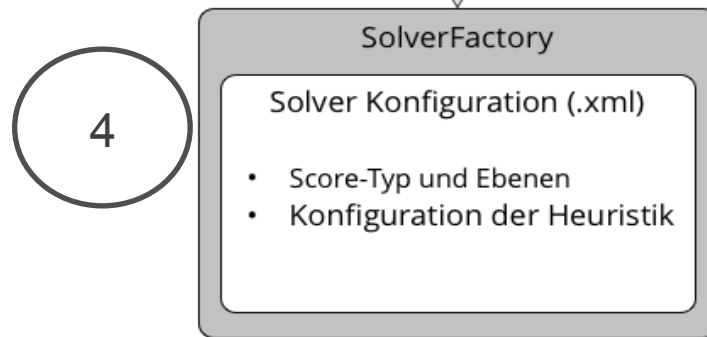 SolverFactory
Solver Konfiguration (.xml)
4
• Score-Typ und Ebenen
• Konfiguration der Heuristik